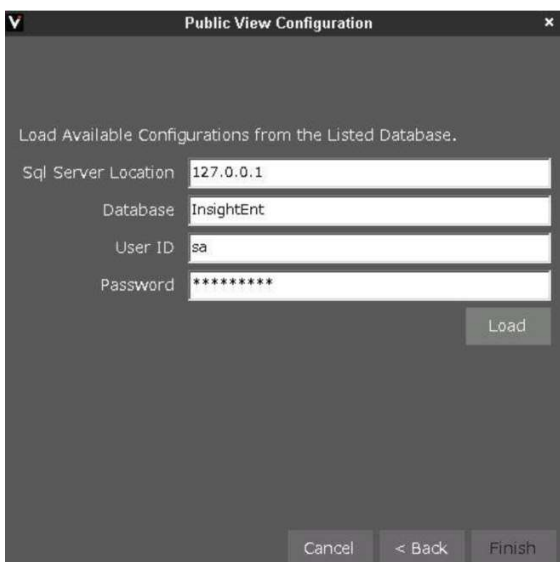 Public View Configuration ×
Load Available Configurations from the Listed Database.
Sql Server Location 127.0.0.1
Database InsightEnt
User ID sa
Password *********
Load
Cancel < Back Finish